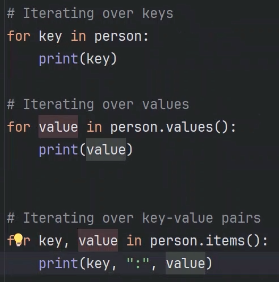 # Iterating over keys
for key in person:
    print(key)

# Iterating over values
for value in person.values():
    print(value)

# Iterating over key-value pairs
for key, value in person.items():
    print(key, ":", value)